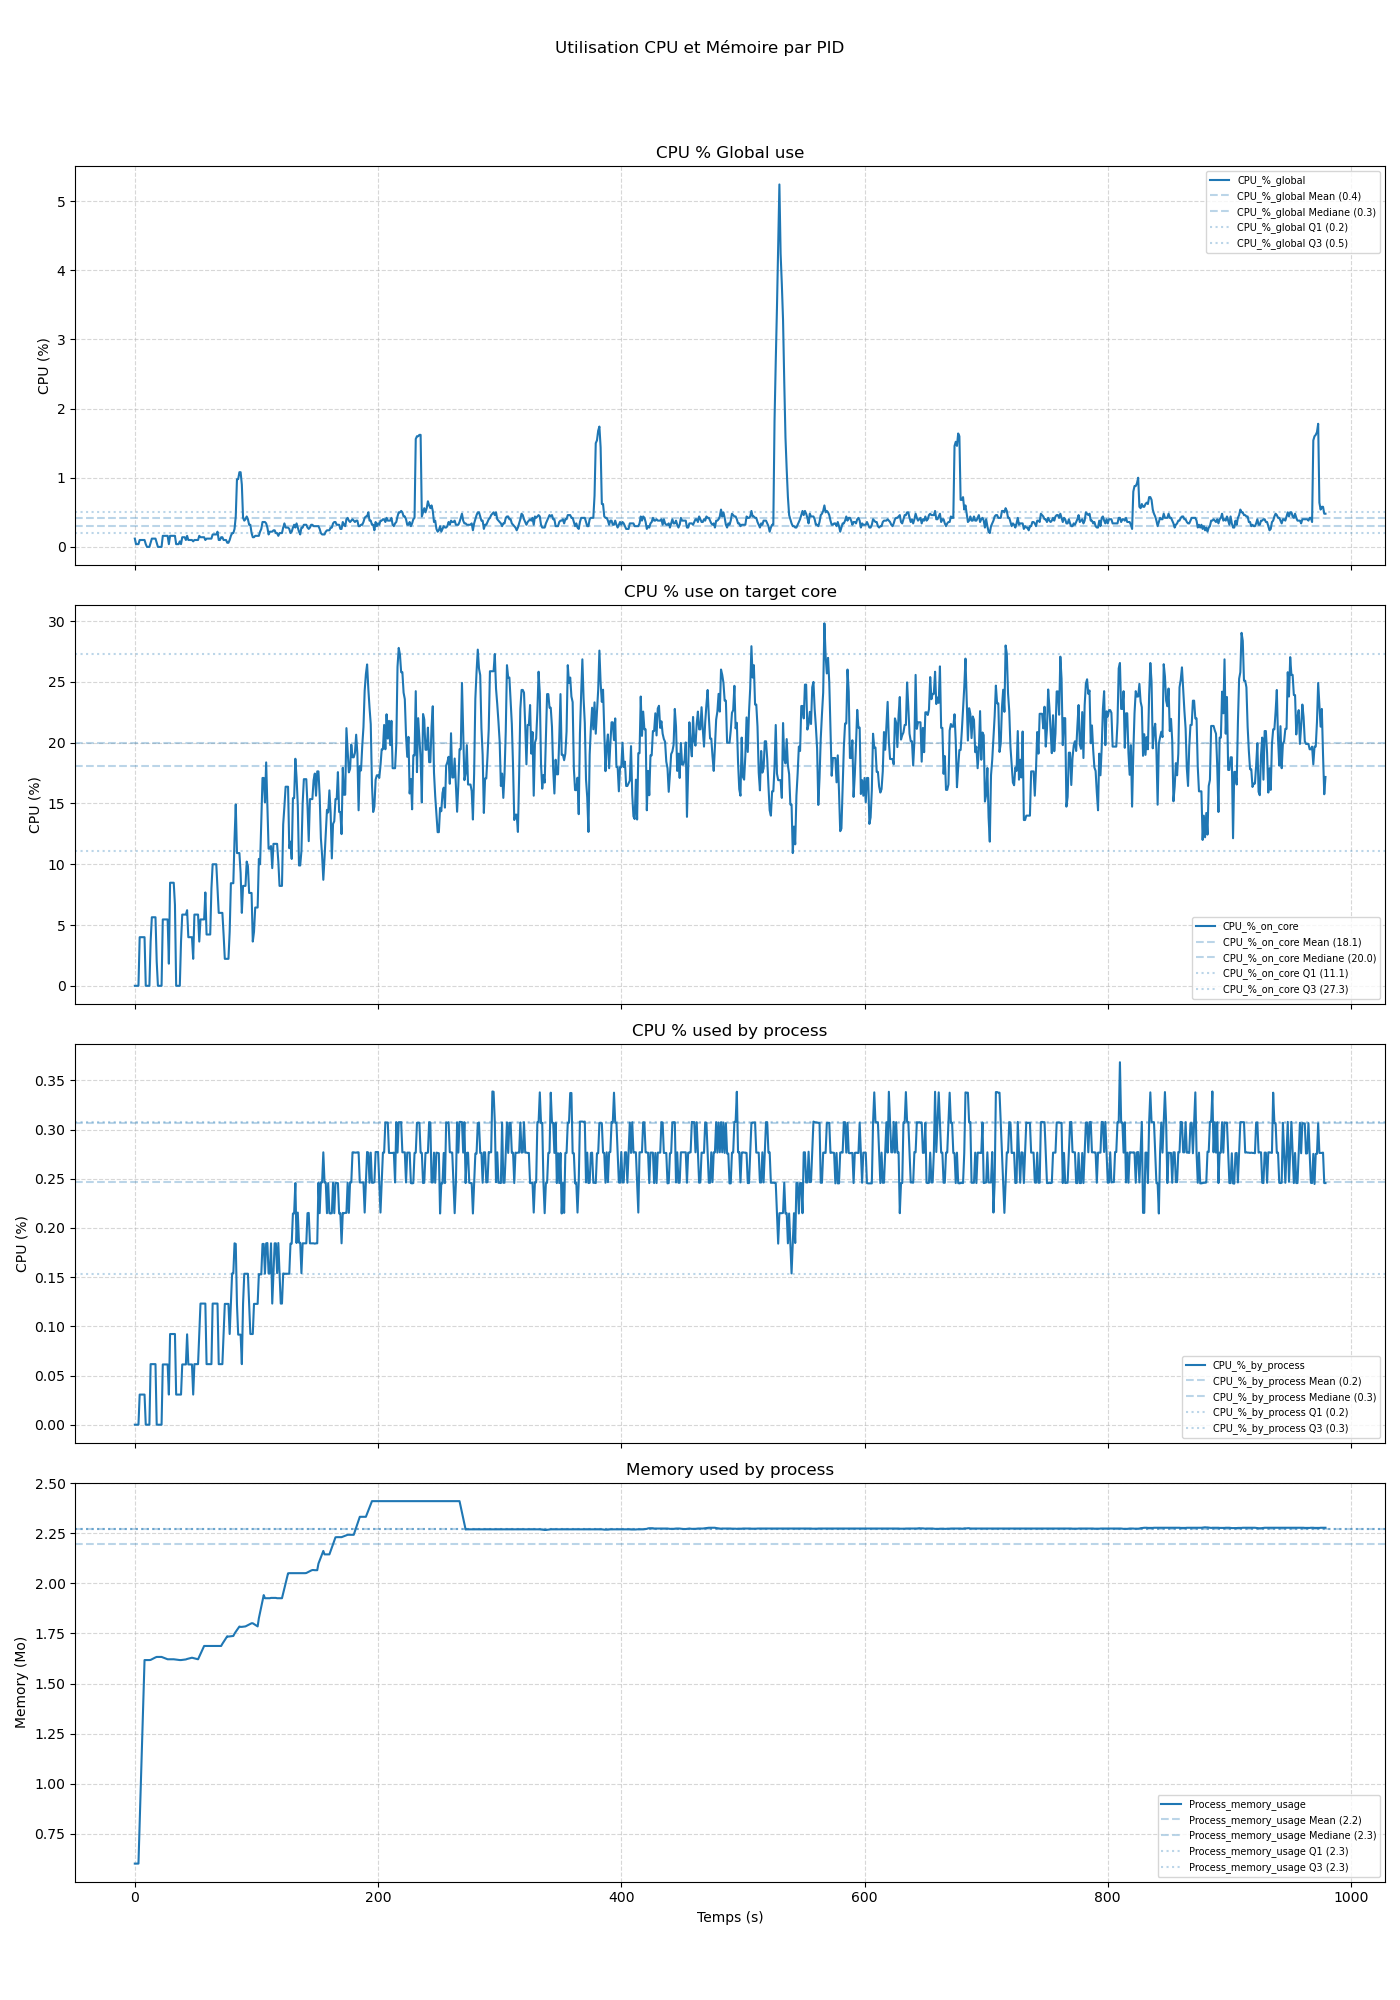 Utilisation CPU et Mémoire par PID
CPU % Global use
CPU (%)
5
4
3
2
1
0
CPU_%_global
CPU_%_global Mean (0.4)
CPU_%_global Mediane (0.3)
CPU_%_global Q1 (0.2)
CPU_%_global Q3 (0.5)
CPU % use on target core
CPU (%)
30
25
20
15
10
5
0
CPU_%_on_core
CPU_%_on_core Mean (18.1)
CPU_%_on_core Mediane (20.0)
CPU_%_on_core Q1 (11.1)
CPU_%_on_core Q3 (27.3)
CPU % used by process
CPU (%)
0.35
0.30
0.25
0.20
0.15
0.10
0.05
0.00
CPU_%_by_process
CPU_%_by_process Mean (0.2)
CPU_%_by_process Mediane (0.3)
CPU_%_by_process Q1 (0.2)
CPU_%_by_process Q3 (0.3)
Memory used by process
Memory (Mo)
2.50
2.25
2.00
1.75
1.50
1.25
1.00
0.75
Process_memory_usage
Process_memory_usage Mean (2.2)
Process_memory_usage Mediane (2.3)
Process_memory_usage Q1 (2.3)
Process_memory_usage Q3 (2.3)
0 200 400 600 800 1000
Temps (s)